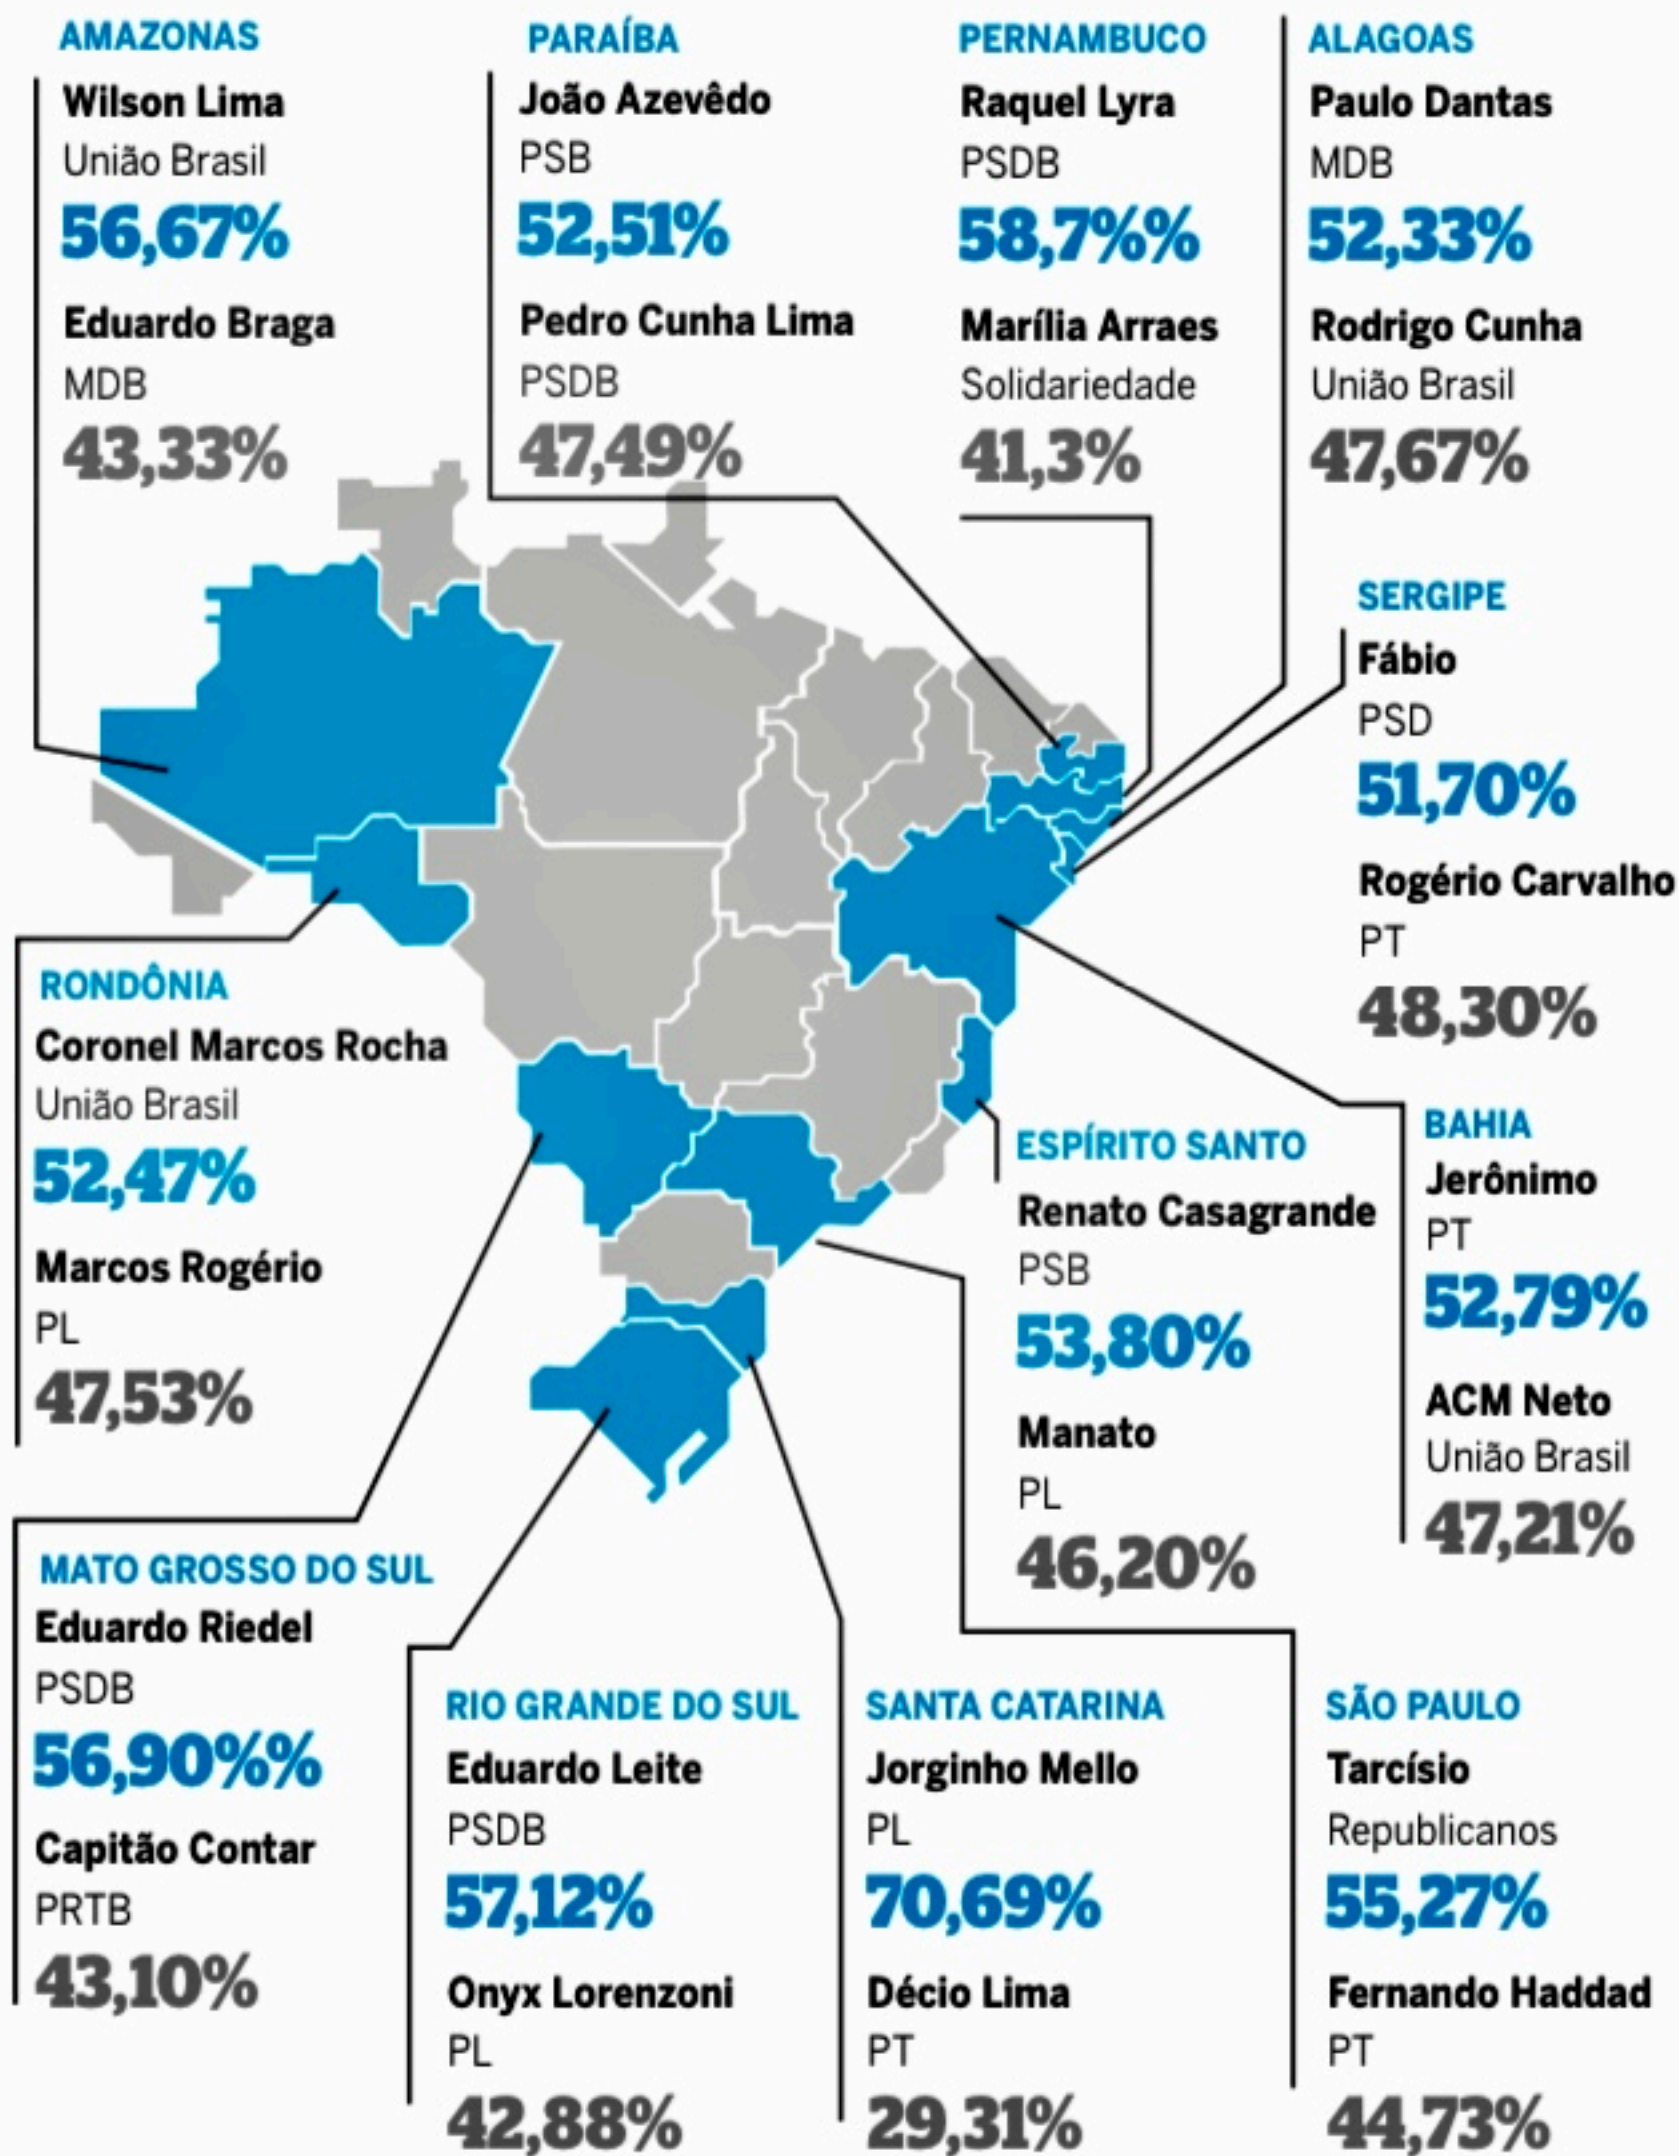 AMAZONAS
Wilson Lima
União Brasil
56,67%
Eduardo Braga
MDB
43,33%
PARAÍBA
João Azevêdo
PSB
52,51%
Pedro Cunha Lima
PSDB
47,49%
PERNAMBUCO
Raquel Lyra
PSDB
58,7%%
Marília Arraes
Solidariedade
41,3%
ALAGOAS
Paulo Dantas
MDB
52,33%
Rodrigo Cunha
União Brasil
47,67%
SERGIPE
Fábio
PSD
51,70%
Rogério Carvalho
PT
48,30%
RONDÔNIA
Coronel Marcos Rocha
União Brasil
52,47%
Marcos Rogério
PL
47,53%
ESPÍRITO SANTO
Renato Casagrande
PSB
53,80%
Manato
PL
46,20%
BAHIA
Jerônimo
PT
52,79%
ACM Neto
União Brasil
47,21%
MATO GROSSO DO SUL
Eduardo Riedel
PSDB
56,90%%
Capitão Contar
PRTB
43,10%
RIO GRANDE DO SUL
Eduardo Leite
PSDB
57,12%
Onyx Lorenzoni
PL
42,88%
SANTA CATARINA
Jorginho Mello
PL
70,69%
Décio Lima
PT
29,31%
SÃO PAULO
Tarcísio
Republicanos
55,27%
Fernando Haddad
PT
44,73%